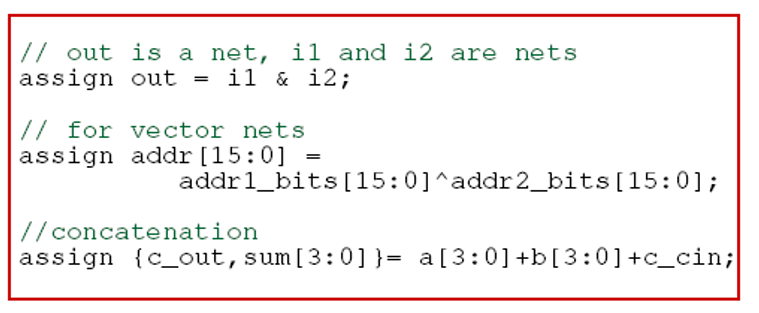 // out is a net, i1 and i2 are nets
assign out = i1 & i2;
// for vector nets
assign addr[15:0] =
addr1_bits[15:0]^addr2_bits[15:0];
//concatenation
assign {c_out,sum[3:0]}= a[3:0]+b[3:0]+c_cin;